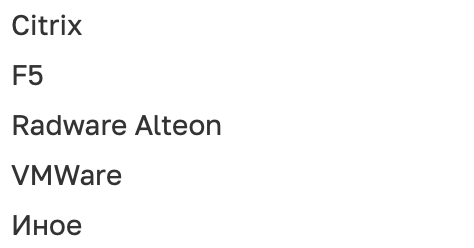 Citrix
F5
Radware Alteon
VMWare
Иное